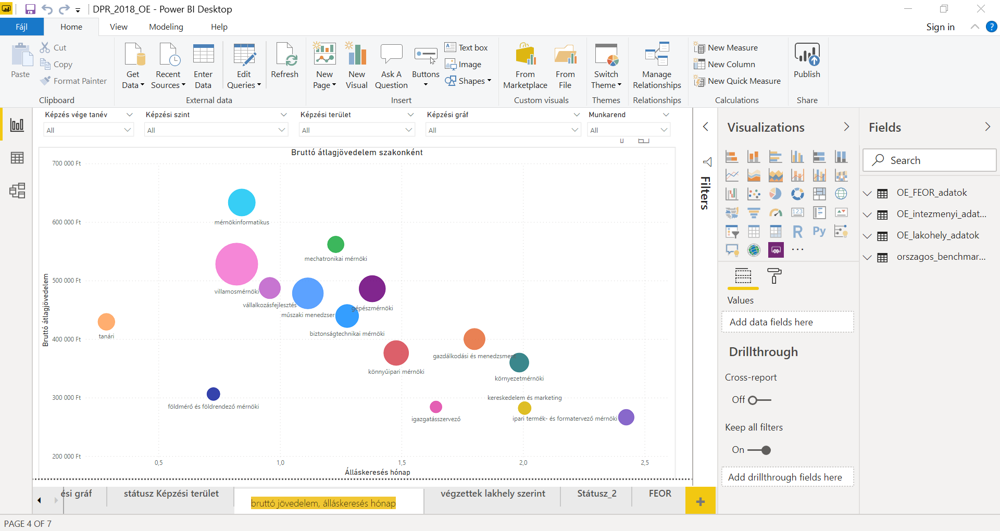 DPR_2018_OE - Power BI Desktop
Fájl Home View Modeling Help Sign in
Paste
Cut
Copy
Format Painter
Clipboard
Get Data
Recent Sources
Enter Data
Edit Queries
Refresh
External data
New Page
New Visual
Ask A Question
Buttons
Text box
Image
Shapes
Insert
From Marketplace
From File
Custom visuals
Switch Theme
Themes
Manage Relationships
Relationships
New Measure
New Column
New Quick Measure
Calculations
Publish
Share
Képzés vége tanév
All
Képzési szint
All
Képzési terület
All
Képzési gráf
All
Munkarend
All
Bruttó átlagjövedelem szakonként
Bruttó átlagjövedelem
700 000 Ft
600 000 Ft
500 000 Ft
400 000 Ft
300 000 Ft
200 000 Ft
mérnökinformatikus
mechatronikai mérnöki
villamosmérnöki
vállalkozásfejlesztés
műszaki menedzser
gépészmérnöki
biztonságtechnikai mérnöki
tanári
gazdálkodási és menedzsment
könnyűipari mérnöki
környezetmérnöki
földmérő és földrendező mérnöki
kereskedelem és marketing
igazgatásszervező
ipari termék- és formatervező mérnöki
0,5 1,0 1,5 2,0 2,5
Álláskeresés hónap
Filters
Visualizations
123
R
Py
Values
Add data fields here
Drillthrough
Cross-report
Off
Keep all filters
On
Add drillthrough fields here
Fields
Search
OE_FEOR_adatok
OE_intezmenyi_adat...
OE_lakohely_adatok
orszagos_benchmar...
ési gráf
státusz Képzési terület
bruttó jövedelem, álláskeresés hónap
végzettek lakhely szerint
Státusz_2
FEOR
PAGE 4 OF 7